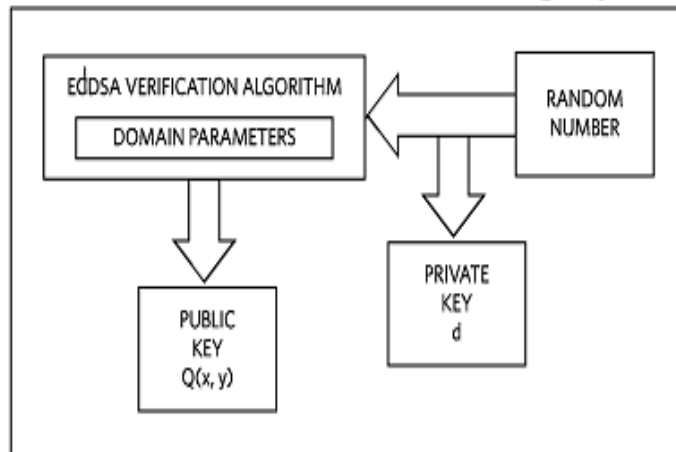 EdDSA VERIFICATION ALGORITHM
DOMAIN PARAMETERS
RANDOM
NUMBER
PUBLIC
KEY
Q(x, y)
PRIVATE
KEY
d